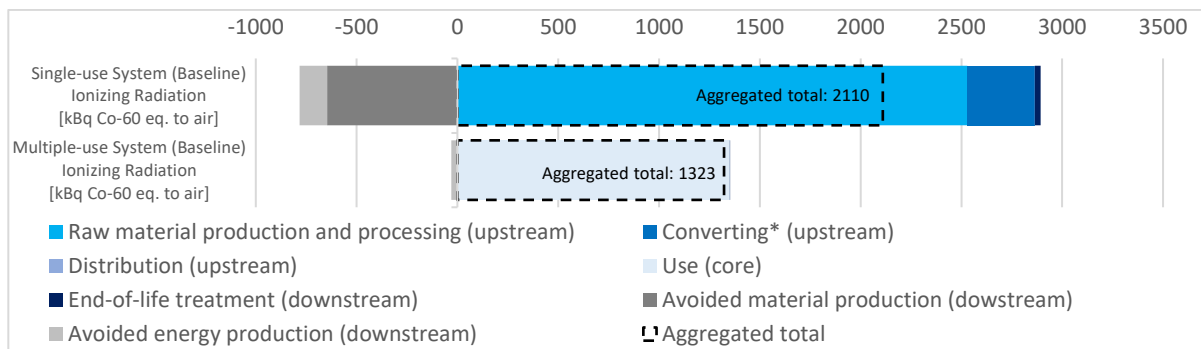 -1000 -500 0 500 1000 1500 2000 2500 3000 3500
Single-use System (Baseline)
Ionizing Radiation
[kBq Co-60 eq. to air]
Aggregated total: 2110
Multiple-use System (Baseline)
Ionizing Radiation
[kBq Co-60 eq. to air]
Aggregated total: 1323
Raw material production and processing (upstream)
Converting* (upstream)
Distribution (upstream)
Use (core)
End-of-life treatment (downstream)
Avoided material production (dowstream)
Avoided energy production (downstream)
Aggregated total